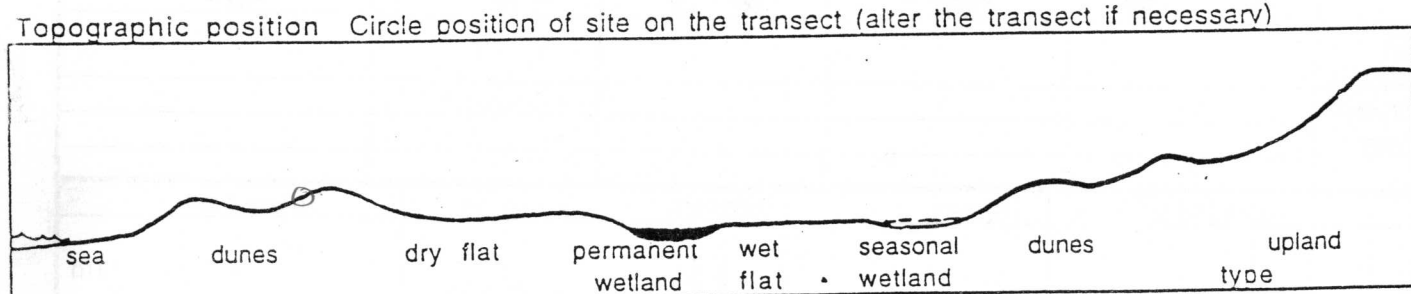 Topographic position Circle position of site on the transect (alter the transect if necessary)
sea dunes dry flat permanent wet seasonal dunes upland
wetland flat wetland type